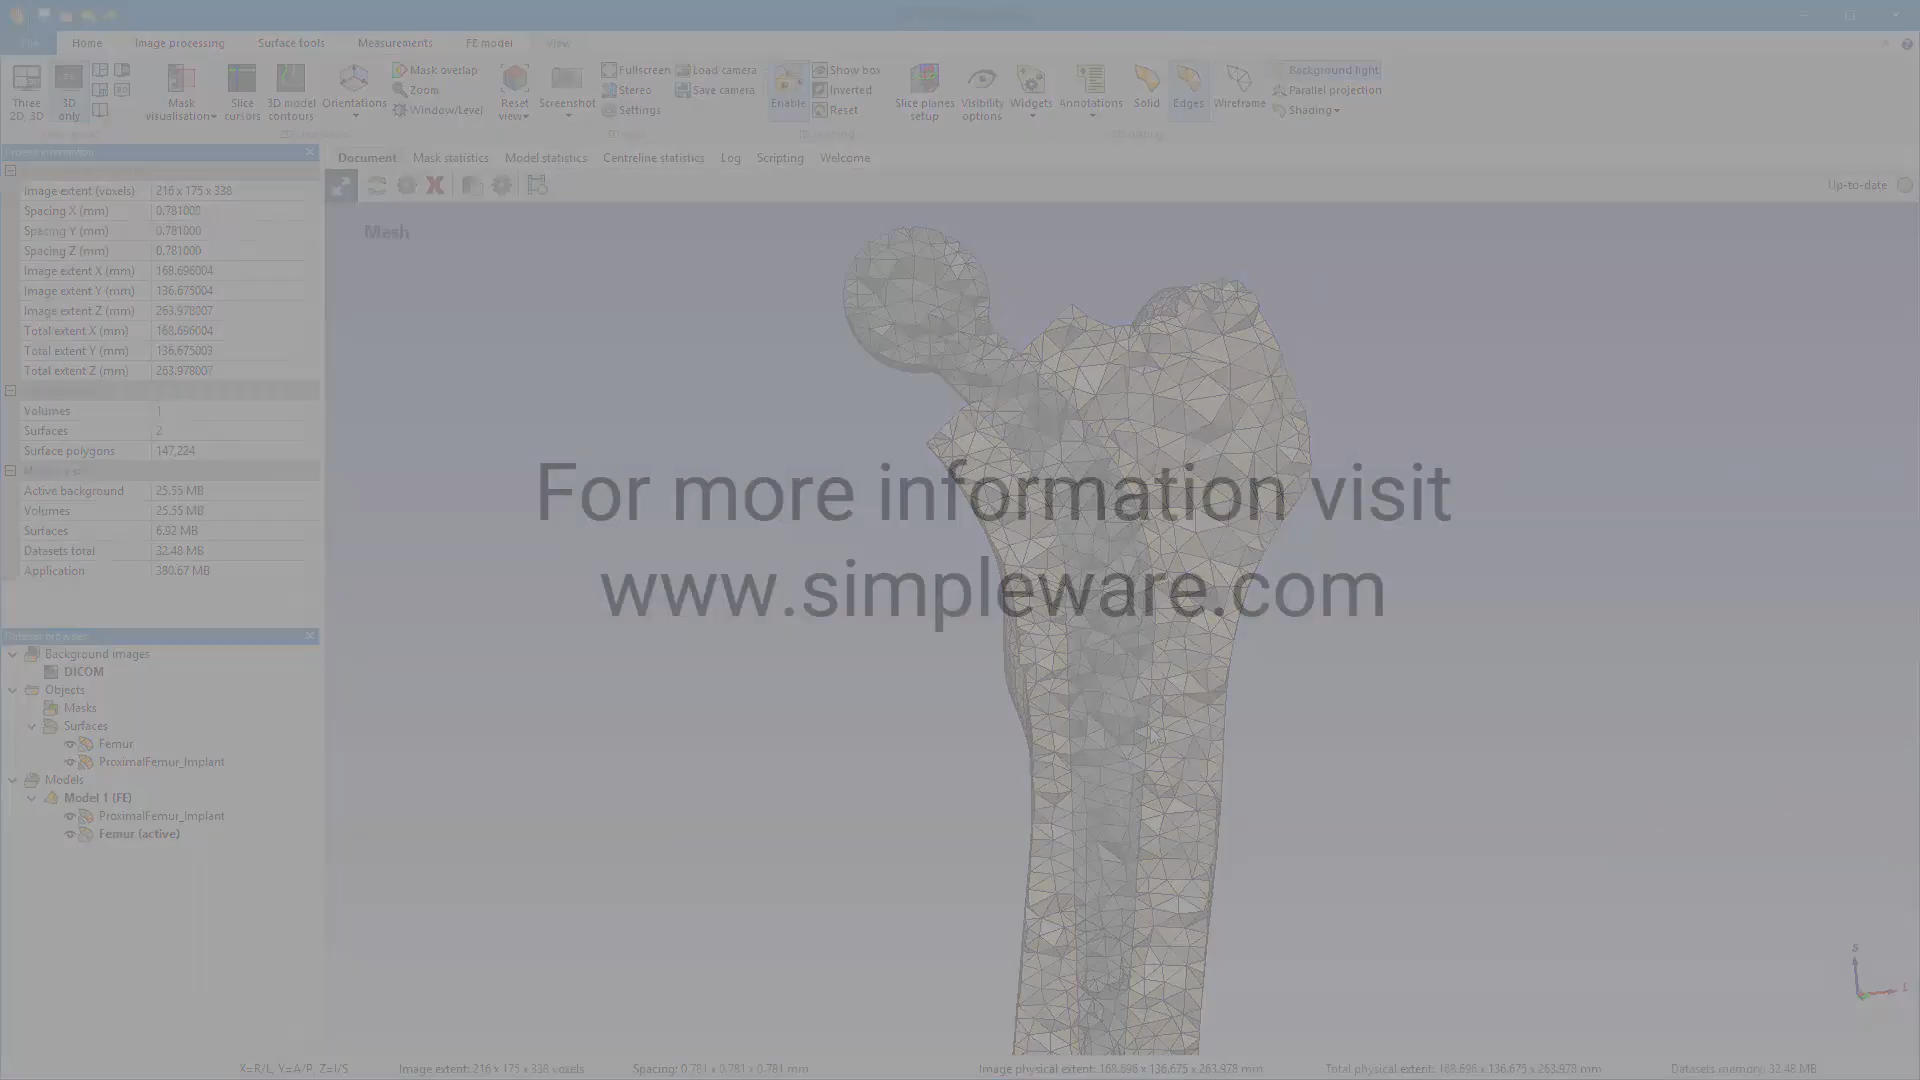 File
Home
Image processing
Surface tools
Measurements
FE model
View
Three
2D, 3D
3D
only
Mask
visualisation
Slice
cursors
3D model
contours
Orientations
Mask overlap
Zoom
Window/Level
Reset
view
Screenshot
Fullscreen
Stereo
Settings
Load camera
Save camera
Enable
Show box
Inverted
Reset
Slice planes
setup
Visibility
options
Widgets
Annotations
Solid
Edges
Wireframe
Background light
Parallel projection
Shading
Document
Mask statistics
Model statistics
Centreline statistics
Log
Scripting
Welcome
Up-to-date
Image extent (voxels) 216 x 175 x 338
Spacing X (mm) 0.781000
Spacing Y (mm) 0.781000
Spacing Z (mm) 0.781000
Image extent X (mm) 168.696004
Image extent Y (mm) 136.675004
Image extent Z (mm) 263.978007
Total extent X (mm) 168.696004
Total extent Y (mm) 136.675003
Total extent Z (mm) 263.978007
Volumes 1
Surfaces 2
Surface polygons 147,224
Active background 25.55 MB
Volumes 25.55 MB
Surfaces 6.92 MB
Datasets total 32.48 MB
Application 380.67 MB
Dataset browser
Background images
DICOM
Objects
Masks
Surfaces
Femur
ProximalFemur_Implant
Models
Model 1 (FE)
ProximalFemur_Implant
Femur (active)
Mesh
For more information visit
www.simpleware.com
S
L
X=R/L, Y=A/P, Z=I/S
Image extent: 216 x 175 x 338 voxels
Spacing: 0.781 x 0.781 x 0.781 mm
Image physical extent: 168.696 x 136.675 x 263.978 mm
Total physical extent: 168.696 x 136.675 x 263.978 mm
Datasets memory: 32.48 MB